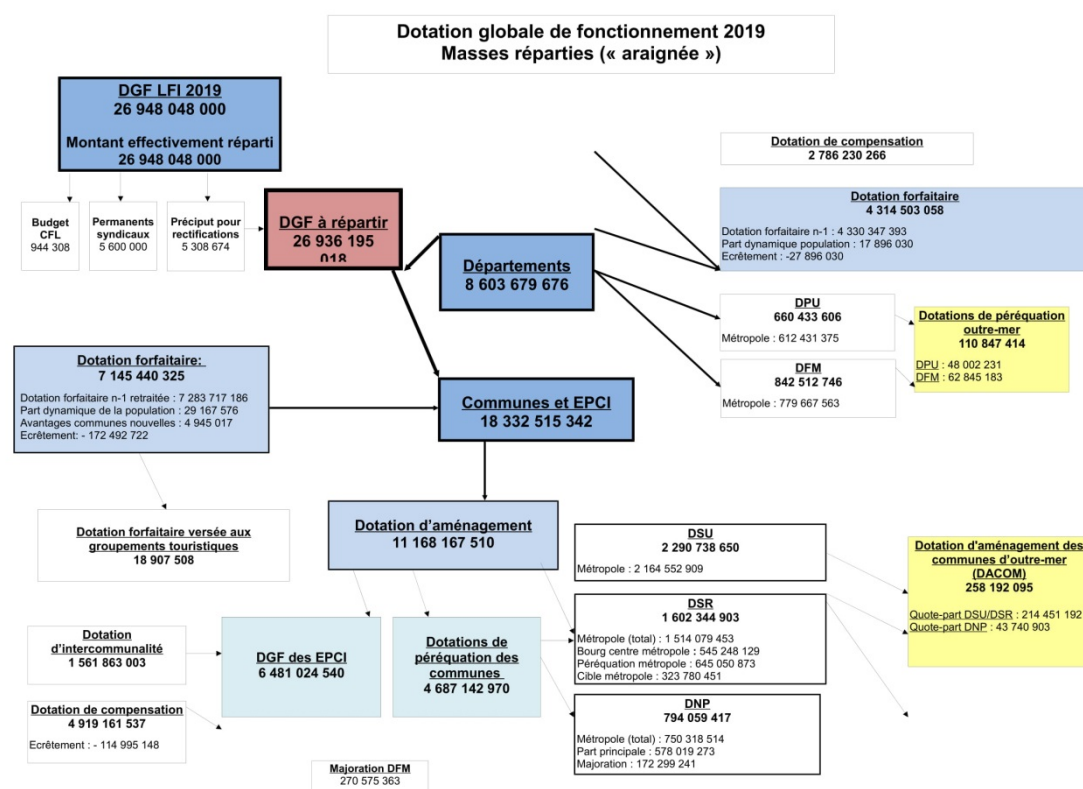 Dotation globale de fonctionnement 2019
Masses réparties (« araignée »)
DGF LFI 2019
26 948 048 000
Montant effectivement réparti
26 948 048 000
Budget
CFL
944 308
Permanents
syndicaux
5 600 000
Préciput pour
rectifications
5 308 674
DGF à répartir
26 936 195
018
Départements
8 603 679 676
Dotation de compensation
2 786 230 266
Dotation forfaitaire
4 314 503 058
Dotation forfaitaire n-1 : 4 330 347 393
Part dynamique population : 17 896 030
Ecrêtement : -27 896 030
DPU
660 433 606
Métropole : 612 431 375
DFM
842 512 746
Métropole : 779 667 563
Dotations de péréquation
outre-mer
110 847 414
DPU : 48 002 231
DFM : 62 845 183
Dotation forfaitaire:
7 145 440 325
Dotation forfaitaire n-1 retraitée : 7 283 717 186
Part dynamique de la population : 29 167 576
Avantages communes nouvelles : 4 945 017
Ecrêtement: - 172 492 722
Communes et EPCI
18 332 515 342
Dotation forfaitaire versée aux
groupements touristiques
18 907 508
Dotation d'aménagement
11 168 167 510
DSU
2 290 738 650
Métropole : 2 164 552 909
DSR
1 602 344 903
Métropole (total) : 1 514 079 453
Bourg centre métropole : 545 248 129
Péréquation métropole : 645 050 873
Cible métropole : 323 780 451
DNP
794 059 417
Métropole (total) : 750 318 514
Part principale : 578 019 273
Majoration : 172 299 241
Dotation d'aménagement des
communes d'outre-mer
(DACOM)
258 192 095
Quote-part DSU/DSR : 214 451 192
Quote-part DNP : 43 740 903
Dotation
d'intercommunalité
1 561 863 003
DGF des EPCI
6 481 024 540
Dotations de
péréquation des
communes
4 687 142 970
Dotation de compensation
4 919 161 537
Ecrêtement : - 114 995 148
Majoration DFM
270 575 363